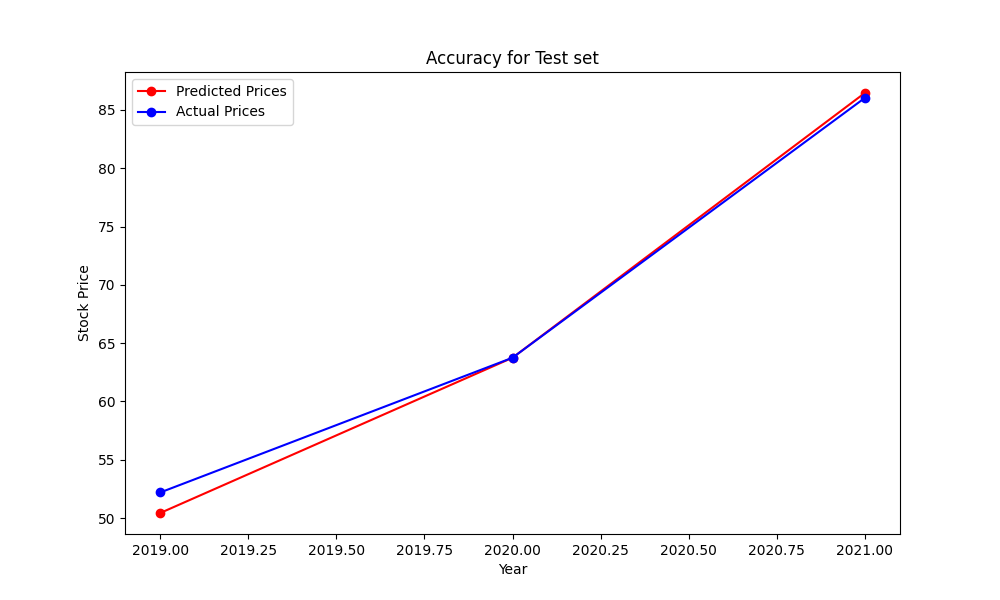 Accuracy for Test set
Predicted Prices
Actual Prices
85
80
75
70
65
60
55
50
Stock Price
2019.00 2019.25 2019.50 2019.75 2020.00 2020.25 2020.50 2020.75 2021.00
Year